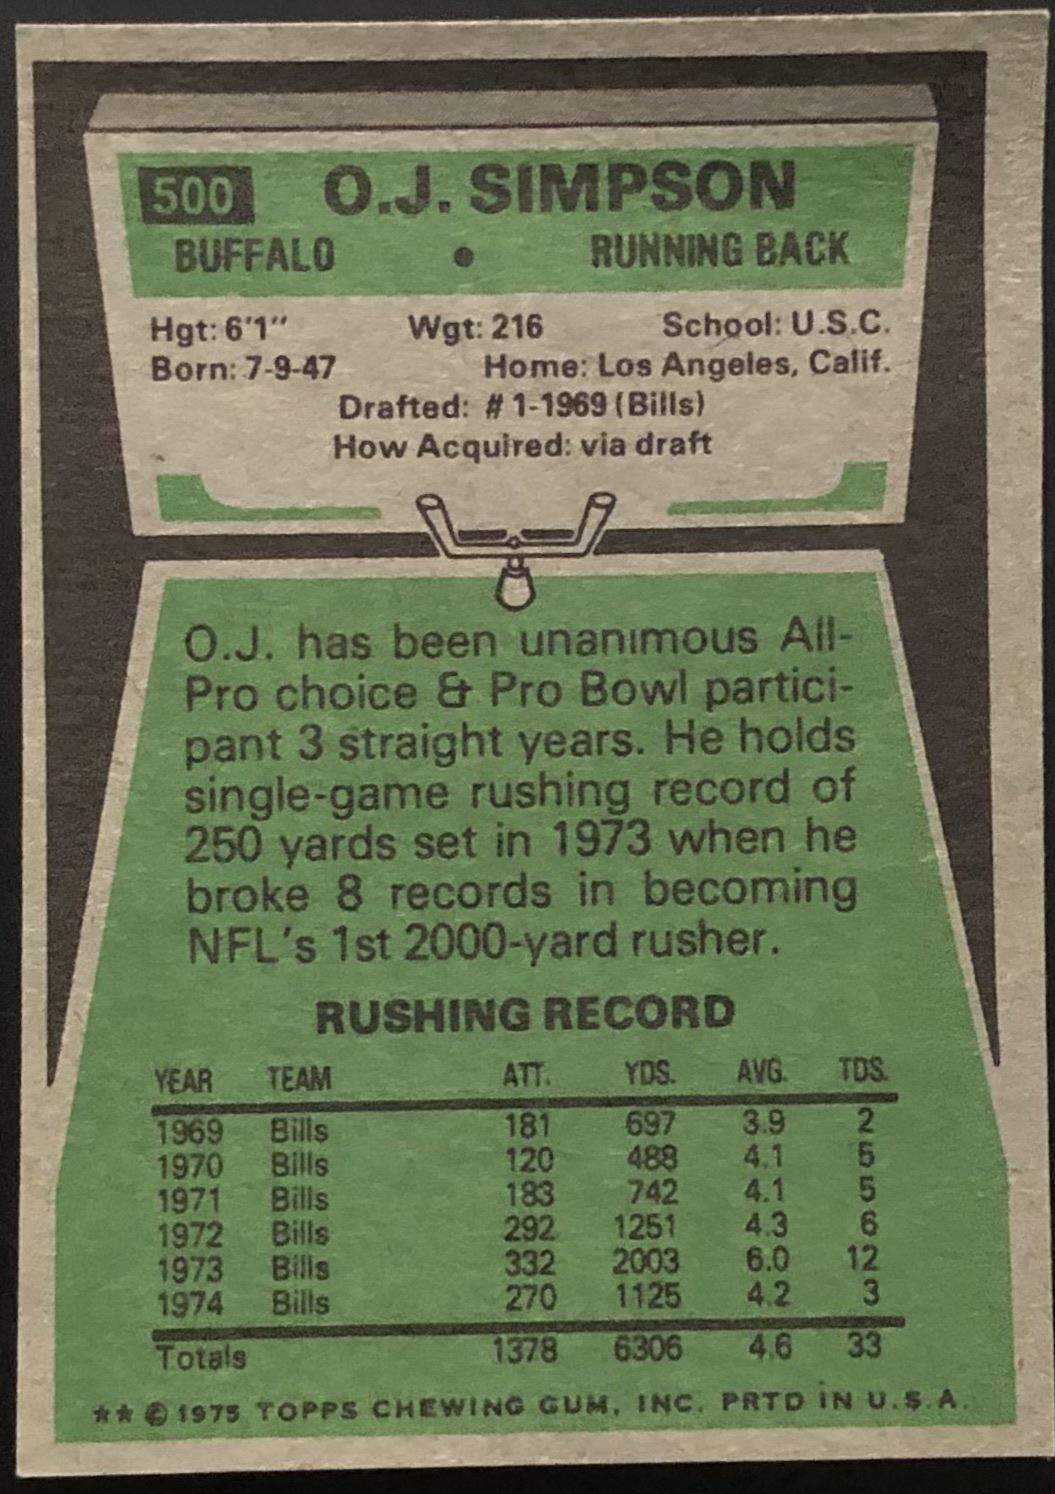 500 O.J. SIMPSON
BUFFALO • RUNNING BACK
Hgt: 6'1" Wgt: 216 School: U.S.C.
Born: 7-9-47 Home: Los Angeles, Calif.
Drafted: #1-1969 (Bills)
How Acquired: via draft
O.J. has been unanimous All-
Pro choice & Pro Bowl partici-
pant 3 straight years. He holds
single-game rushing record of
250 yards set in 1973 when he
broke 8 records in becoming
NFL's 1st 2000-yard rusher.
RUSHING RECORD
YEAR TEAM ATT. YDS. AVG. TDS.
1969 Bills 181 697 3.9 2
1970 Bills 120 488 4.1 5
1971 Bills 183 742 4.1 5
1972 Bills 292 1251 4.3 6
1973 Bills 332 2003 6.0 12
1974 Bills 270 1125 4.2 3
Totals 1378 6306 4.6 33
** © 1975 TOPPS CHEWING GUM, INC. PRTD IN U.S.A.